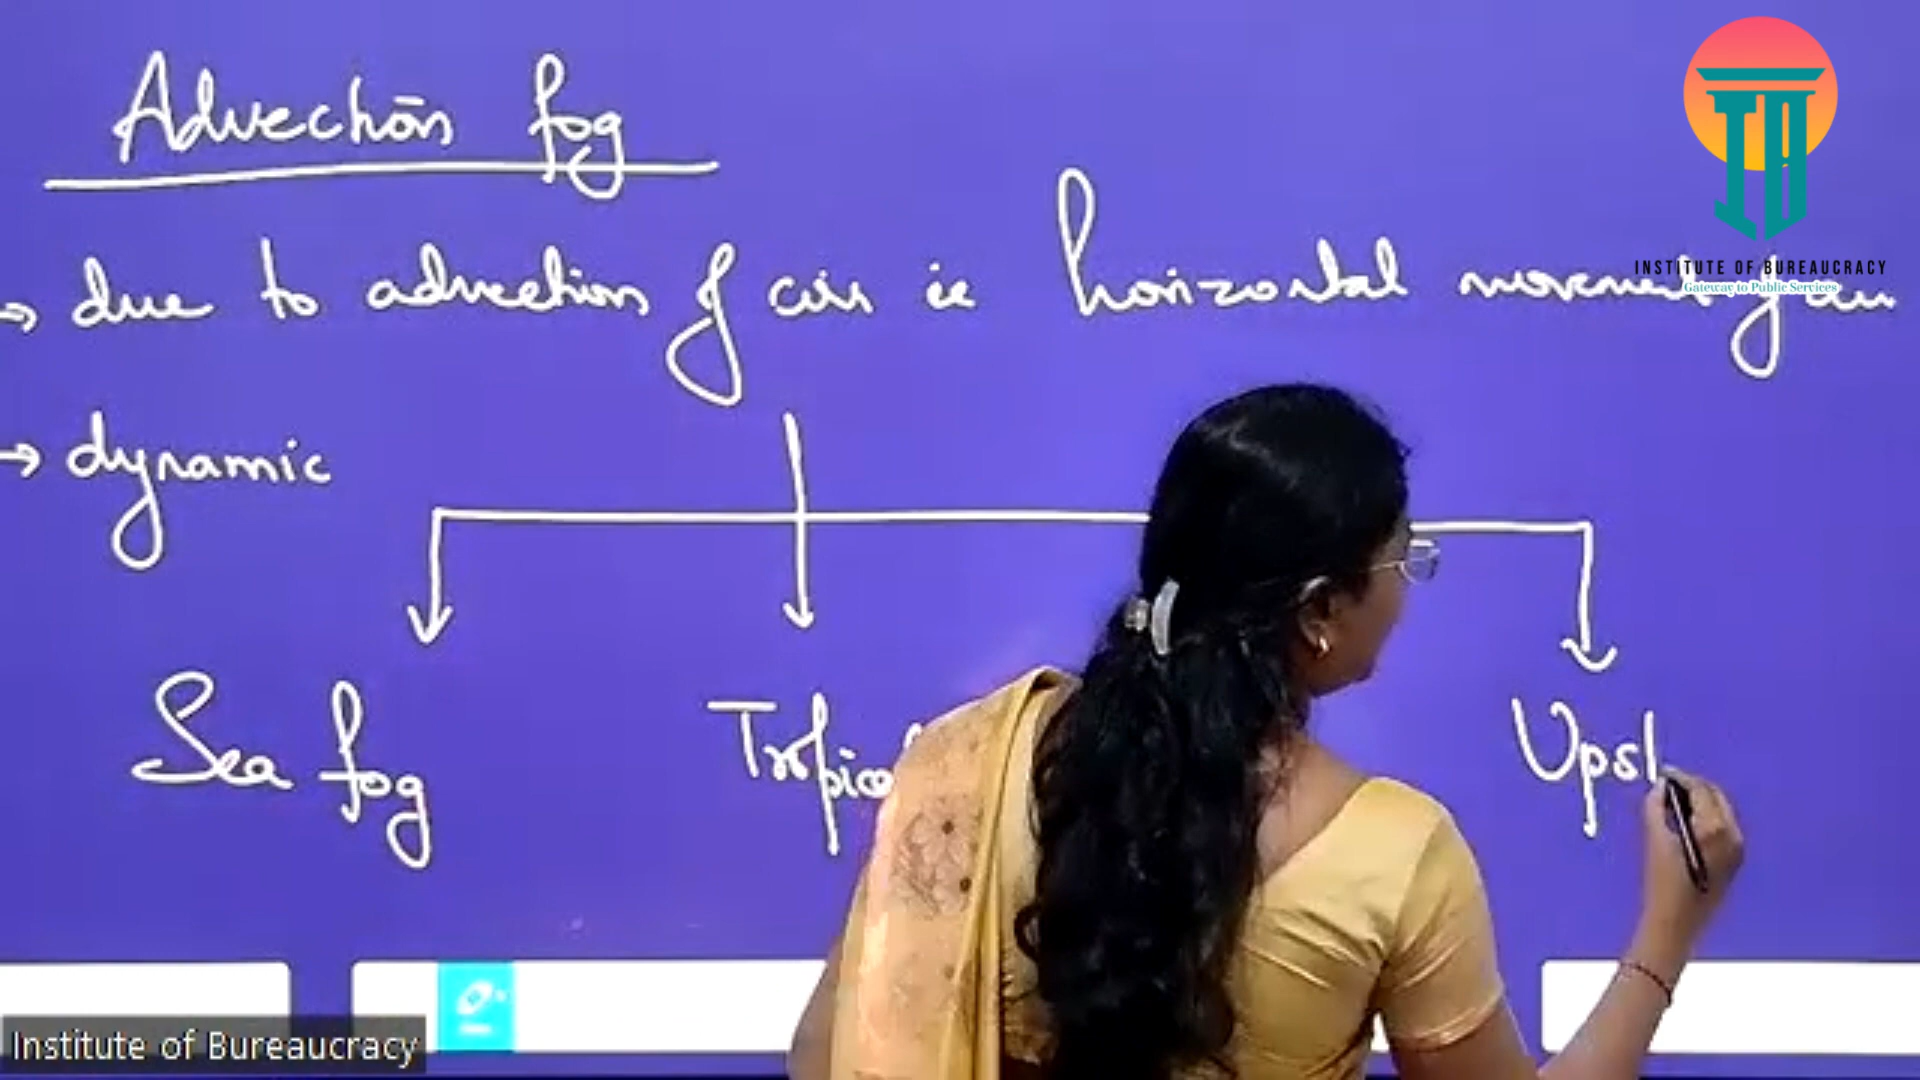 Advection fog
INSTITUTE OF BUREAUCRACY
Gateway to Public Services
→ due to advection of air ie horizontal movement of air
→ dynamic
Sea fog Tropica Upsl
Institute of Bureaucracy